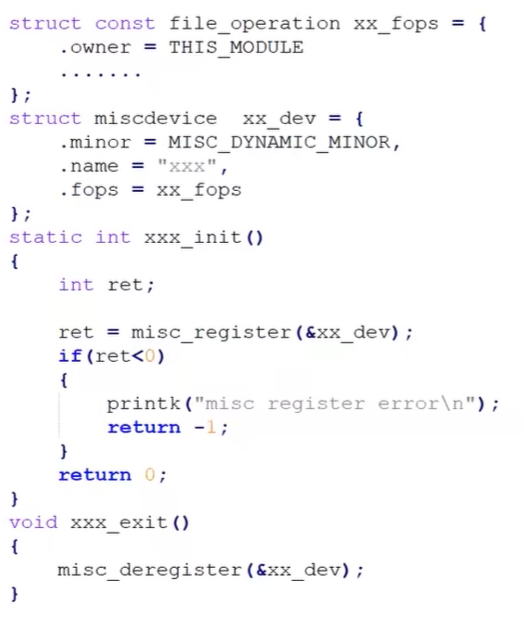 struct const file_operation xx_fops = {
    .owner = THIS_MODULE
    .......
};
struct miscdevice  xx_dev = {
    .minor = MISC_DYNAMIC_MINOR,
    .name = "xxx",
    .fops = xx_fops
};
static int xxx_init()
{
    int ret;

    ret = misc_register(&xx_dev);
    if(ret<0)
    {
        printk("misc register error\n");
        return -1;
    }
    return 0;
}
void xxx_exit()
{
    misc_deregister(&xx_dev);
}